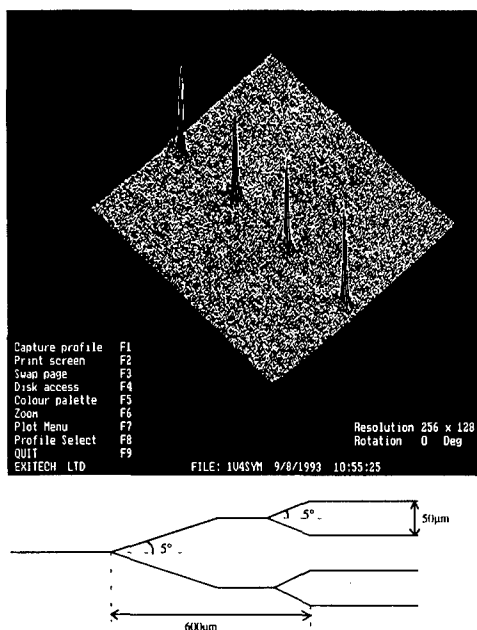 Capture profile F1
Print screen F2
Swap page F3
Disk access F4
Colour palette F5
Zoom F6
Plot Menu F7
Profile Select F8
QUIT F9
EXITECH LTD
Resolution 256 x 128
Rotation 0 Deg
FILE: 1V4SYM 9/8/1993 10:55:25
5°
5°
50μm
600μm